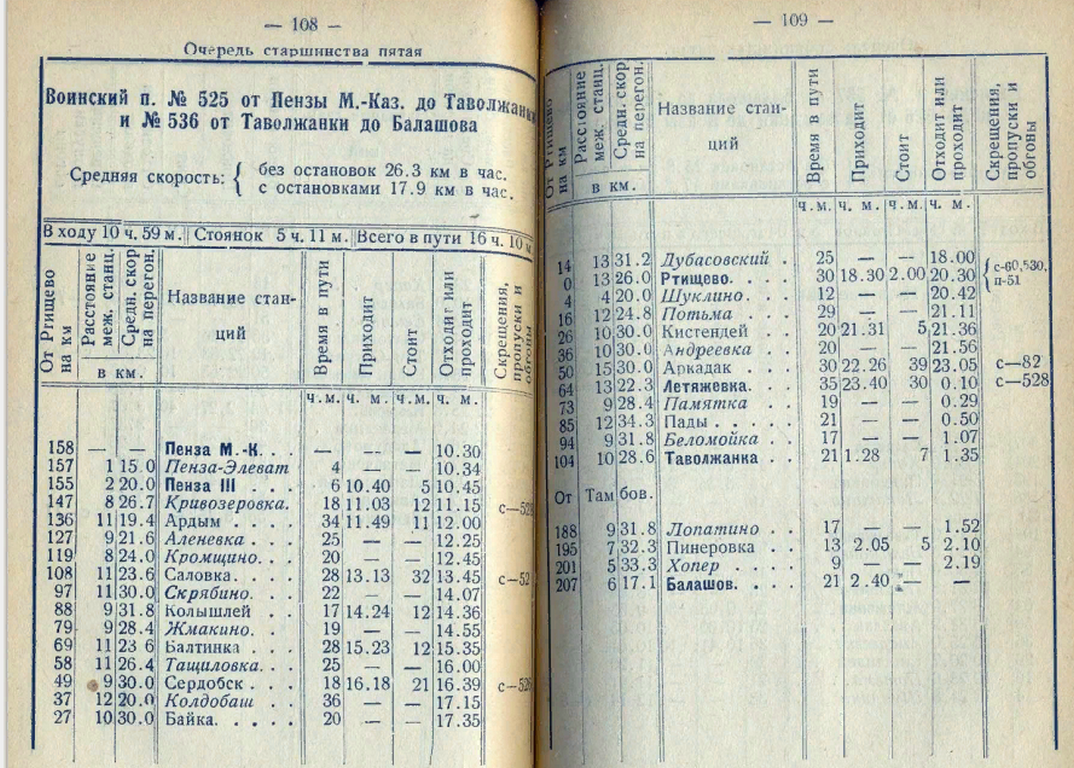 — 108 —
Очередь старшинства пятая
Воинский п. № 525 от Пензы М.-Каз. до Таволжанки
и № 536 от Таволжанки до Балашова
Средняя скорость: { без остановок 26.3 км в час.
с остановками 17.9 км в час.
В ходу 10 ч. 59 м. Стоянок 5 ч. 11 м. Всего в пути 16 ч. 10 м
От Ртищево на км
Расстояние меж. станц.
Средн. скор на перегон.
в км.
Название станций
Время в пути
Приходит
Стоит
Отходит или проходит
Скрещения, пропуски и обгоны
ч.м. ч. м. ч.м. ч. м.
158 — — Пенза М.-К. . . — — — 10.30
157 1 15.0 Пенза-Элеват 4 — — 10.34
155 2 20.0 Пенза III . . . 6 10.40 5 10.45
147 8 26.7 Кривозеровка. 18 11.03 12 11.15 с—528
136 11 19.4 Ардым . . . . 34 11.49 11 12.00
127 9 21.6 Аленевка . . . 25 — — 12.25
119 8 24.0 Кромщино. . . 20 — — 12.45
108 11 23.6 Саловка. . . . 28 13.13 32 13.45 с—52
97 11 30.0 Скрябино. . . 22 — — 14.07
88 9 31.8 Колышлей . . 17 14.24 12 14.36
79 9 28.4 Жмакино. . . 19 — — 14.55
69 11 23 6 Балтинка . . . 28 15.23 12 15.35
58 11 26.4 Тащиловка. . . 25 — — 16.00
49 9 30.0 Сердобск . . . 18 16.18 21 16.39 с—526
37 12 20.0 Колдобаш . . 36 — — 17.15
27 10 30.0 Байка. . . . . 20 — — 17.35
— 109 —
От Ртищево на км
Расстояние меж. станц.
Средн. скор на перегон.
в км.
Название станций
Время в пути
Приходит
Стоит
Отходит или проходит
Скрещения, пропуски и обгоны
ч.м. ч. м. ч.м. ч. м.
14 13 31.2 Дубасовский . 25 — — 18.00
0 13 26.0 Ртищево. . . . 30 18.30 2.00 20.30 { с-60,530, п-51
4 4 20.0 Шуклино. . . 12 — — 20.42
16 12 24.8 Потьма . . . 29 — — 21.11
26 10 30.0 Кистендей . . 20 21.31 5 21.36
36 10 30.0 Андреевка . . 20 — — 21.56
50 15 30.0 Аркадак . . . 30 22.26 39 23.05 с—82
64 13 22.3 Летяжевка. . . 35 23.40 30 0.10 с—528
73 9 28.4 Памятка . . 19 — — 0.29
85 12 34.3 Пады. . . . . 21 — — 0.50
94 9 31.8 Беломойка . . 17 — — 1.07
104 10 28.6 Таволжанка . . 21 1.28 7 1.35
От Тамбов.
188 9 31.8 Лопатино . . 17 — — 1.52
195 7 32.3 Пинеровка . . 13 2.05 5 2.10
201 5 33.3 Хопер . . . . 9 — — 2.19
207 6 17.1 Балашов. . . . 21 2.40 — —